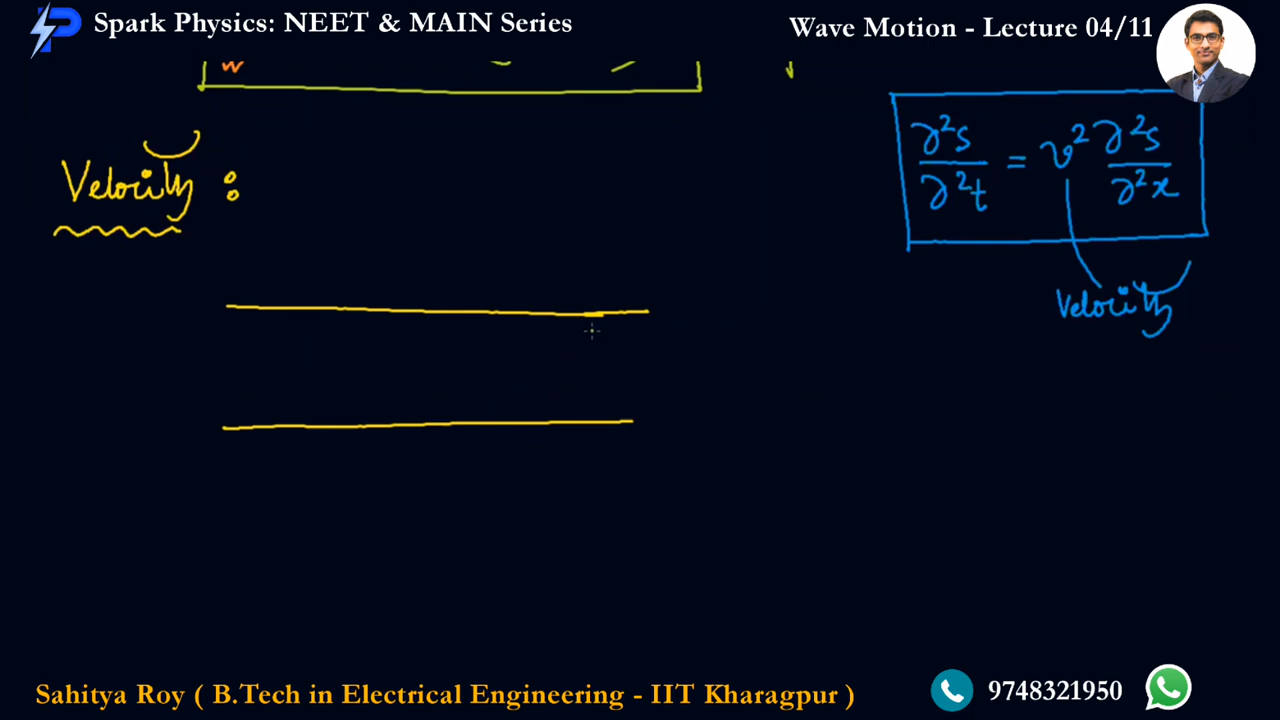 Spark Physics: NEET & MAIN Series
Wave Motion - Lecture 04/11
w
Velocity :
∂²s/∂²t = v² ∂²s/∂²x
Velocity
Sahitya Roy ( B.Tech in Electrical Engineering - IIT Kharagpur )
9748321950